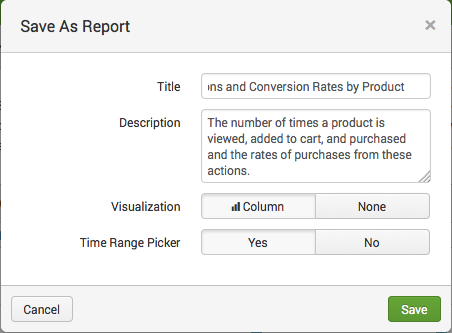 Save As Report
×
Title
ons and Conversion Rates by Product
Description
The number of times a product is
viewed, added to cart, and purchased
and the rates of purchases from these
actions.
Visualization
Column
None
Time Range Picker
Yes
No
Cancel
Save